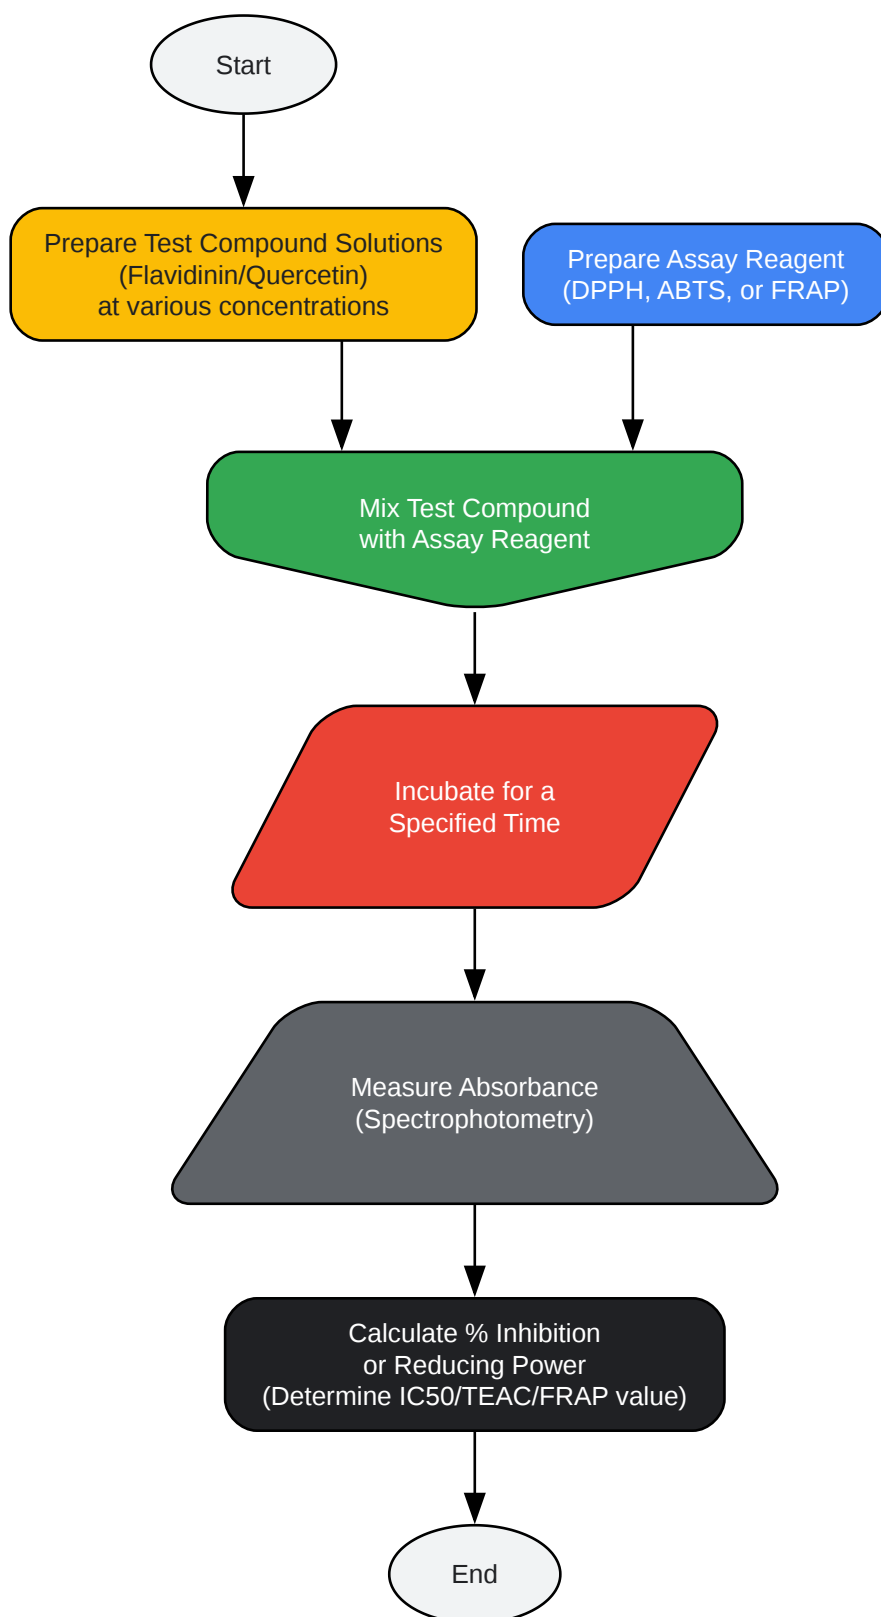 Start
Prepare Test Compound Solutions
(Flavidinin/Quercetin)
at various concentrations
Prepare Assay Reagent
(DPPH, ABTS, or FRAP)
Mix Test Compound
with Assay Reagent
Incubate for a
Specified Time
Measure Absorbance
(Spectrophotometry)
Calculate % Inhibition
or Reducing Power
(Determine IC50/TEAC/FRAP value)
End